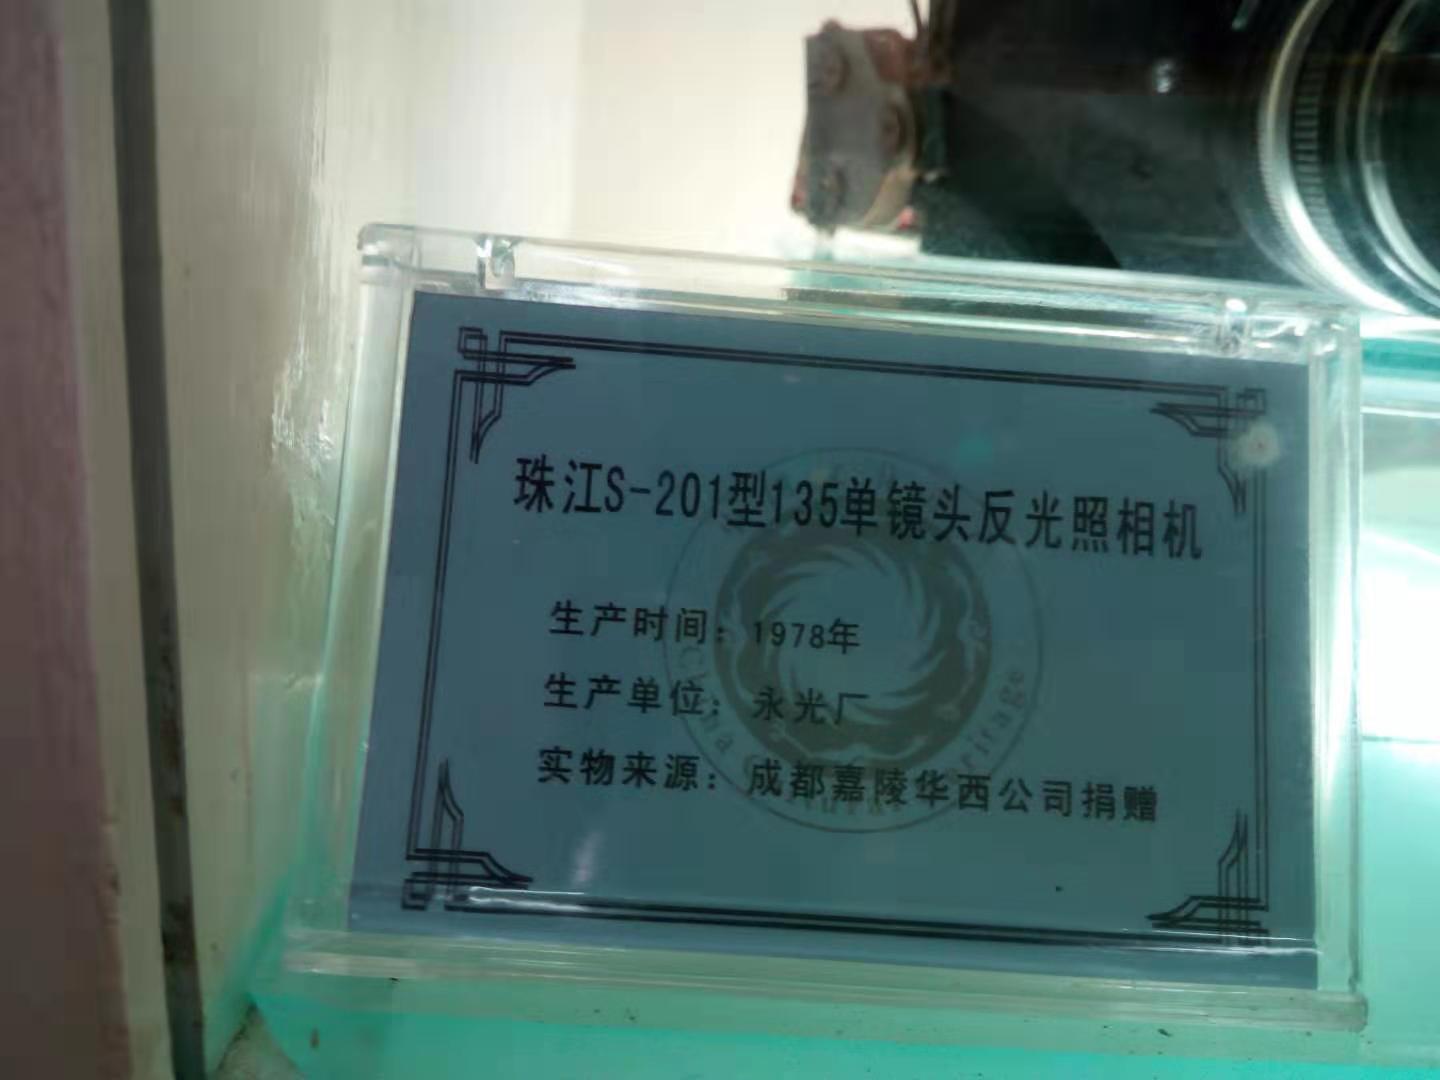 珠江S-201型135单镜头反光照相机
生产时间：1978年
生产单位：永光厂
实物来源：成都嘉陵华西公司捐赠